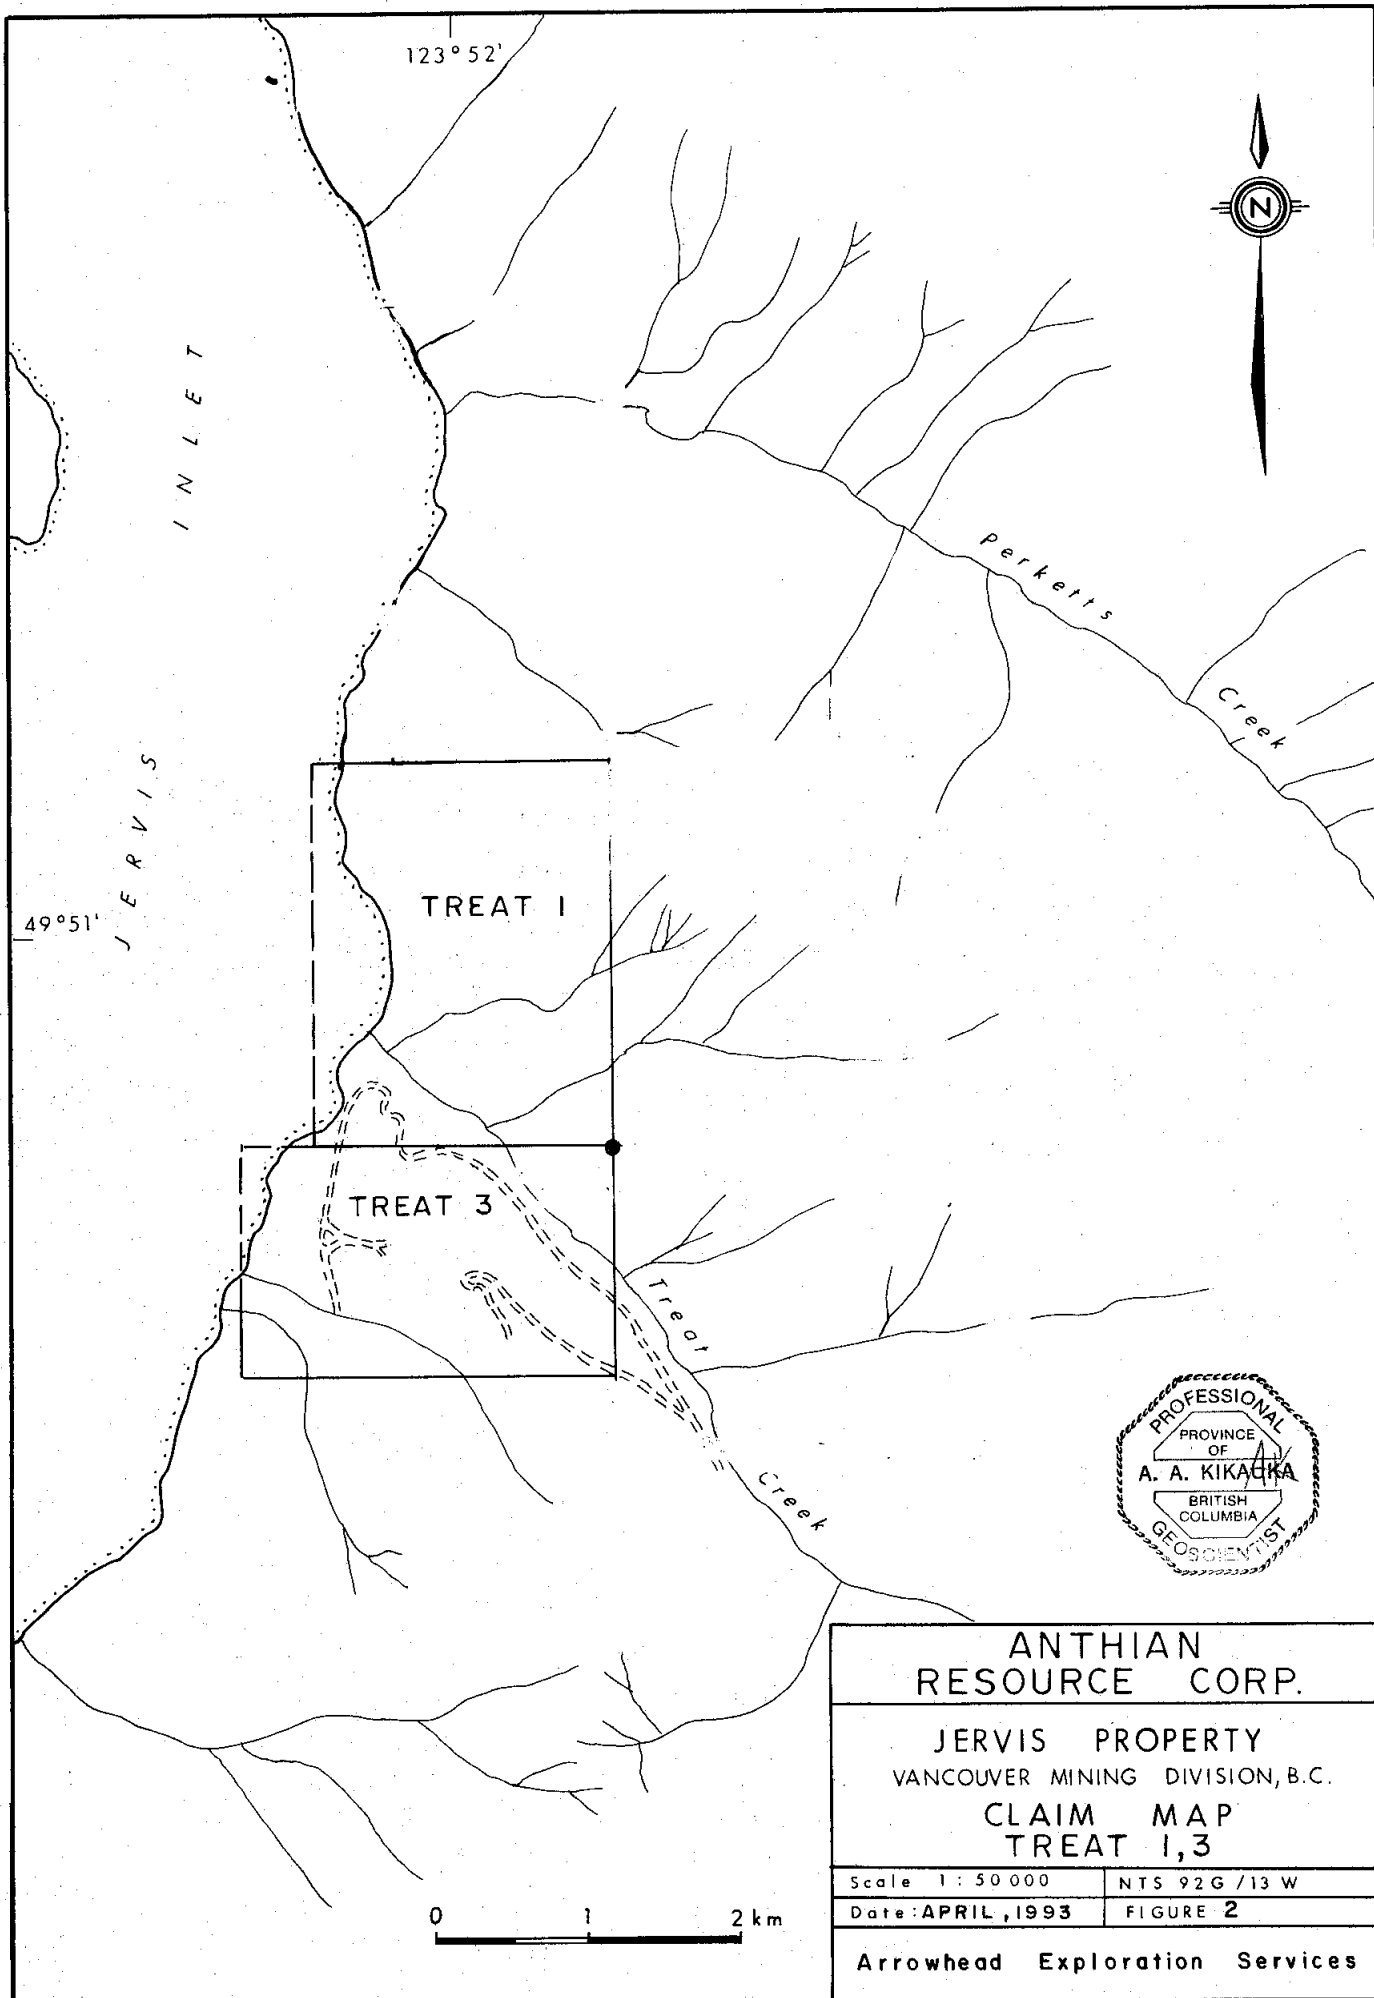 123° 52'
N
INLET
JERVIS
Perketts
Creek
49° 51'
TREAT 1
TREAT 3
Treat
Creek
PROFESSIONAL
PROVINCE
OF
A. A. KIKAUKA
BRITISH
COLUMBIA
GEOSCIENTIST
ANTHIAN
RESOURCE CORP.
JERVIS PROPERTY
VANCOUVER MINING DIVISION, B.C.
CLAIM MAP
TREAT 1,3
Scale 1 : 50 000
NTS 92G /13 W
Date : APRIL , 1993
FIGURE 2
Arrowhead Exploration Services
0 1 2 km